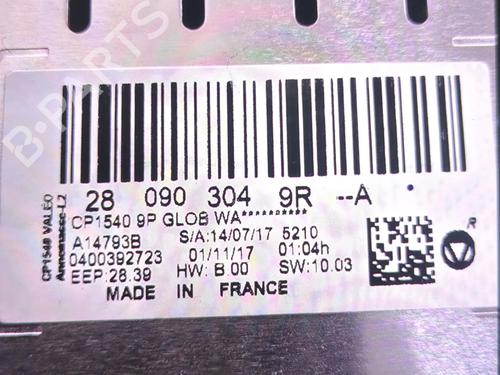 B-PARTS
28 090 304 9R --A
CP1540 9P GLOB WA**********
A14793B S/A:14/07/17 5210
0400392723 01/11/17 01:04h
EEP:28.39 HW: B.00 SW:10.03
MADE IN FRANCE
CP1540 VALEO
Annemasse-L2
R